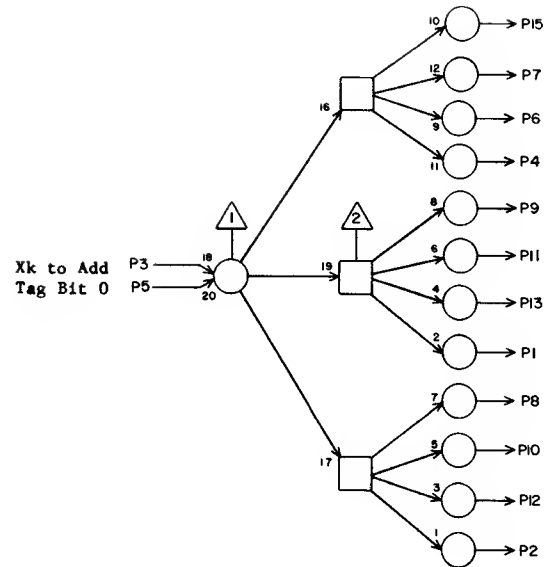 10 P15
12 P7
16
9 P6
11 P4
1 2
8 P9
Xk to Add P3 18 19 6 P11
Tag Bit 0 P5 20 4 P13
2 P1
7 P8
17 5 P10
3 P12
1 P2